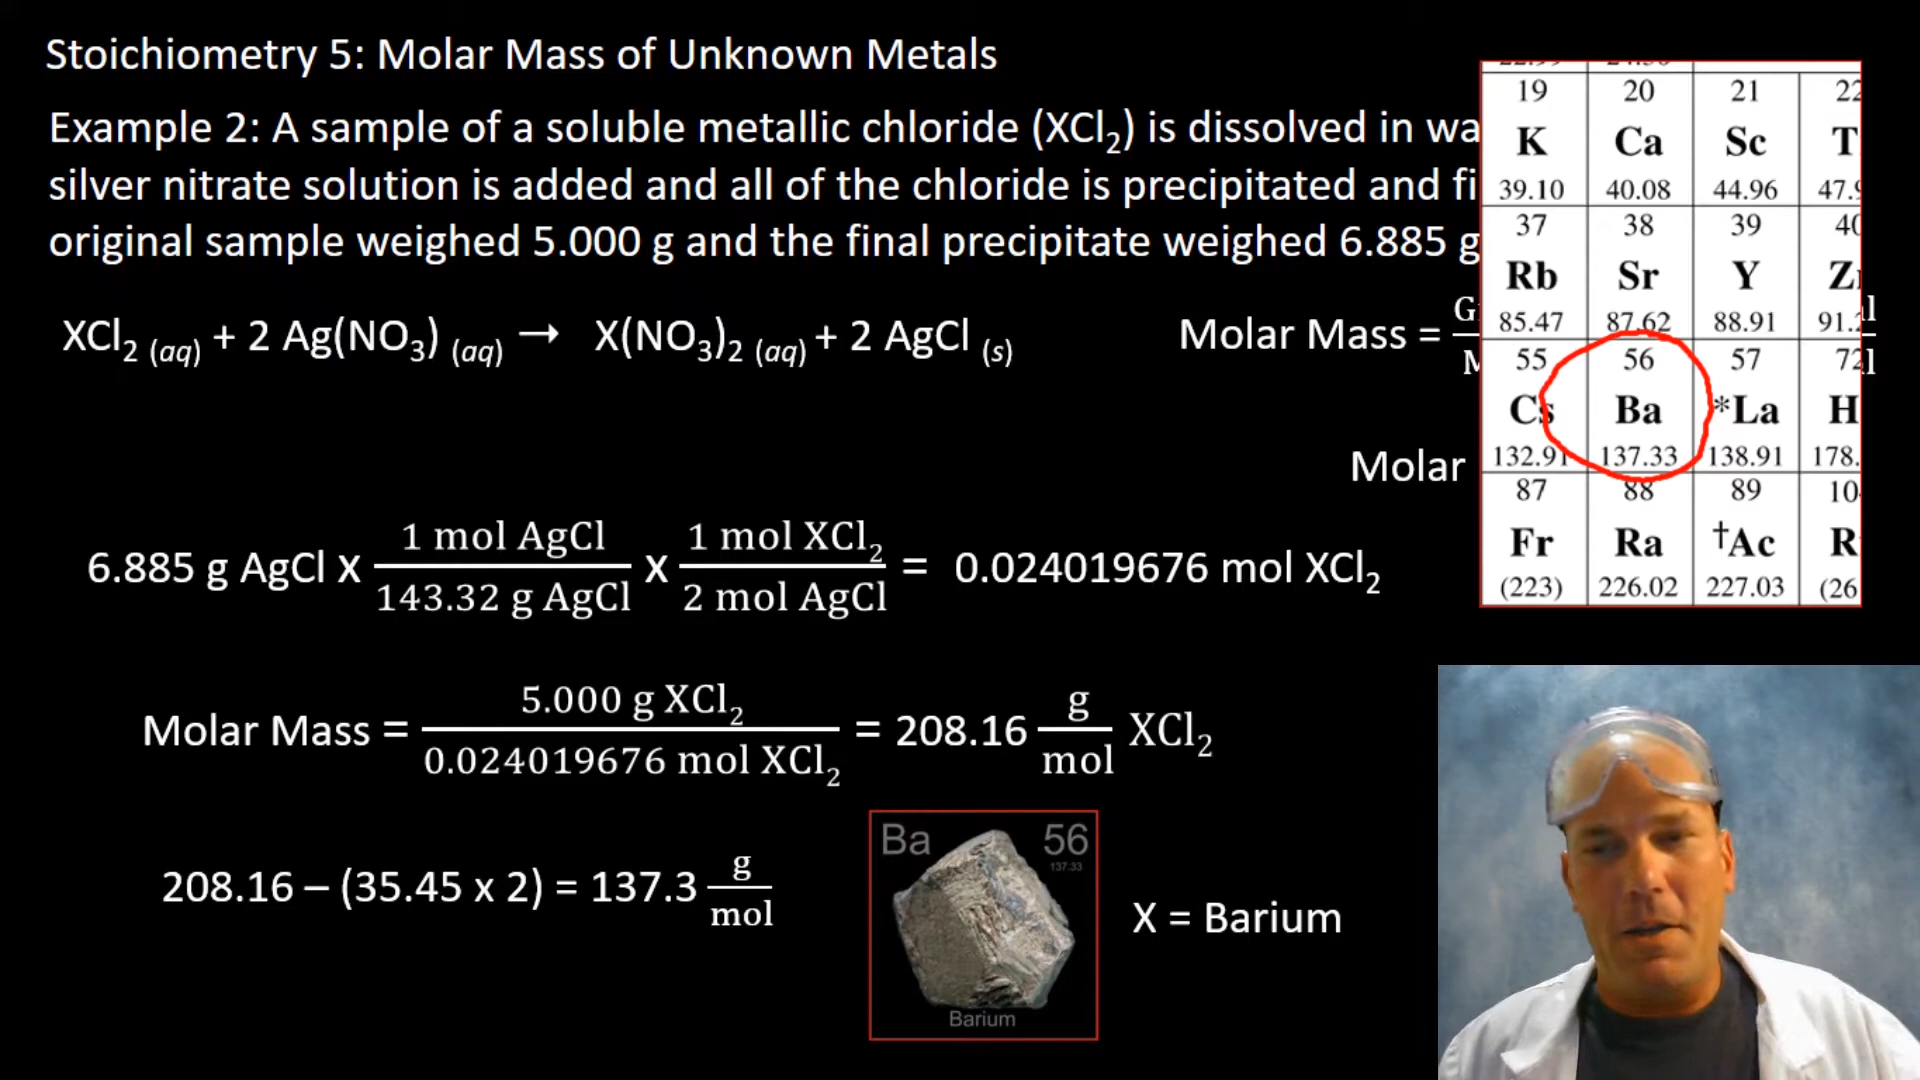 Stoichiometry 5: Molar Mass of Unknown Metals
Example 2: A sample of a soluble metallic chloride (XCl₂) is dissolved in
silver nitrate solution is added and all of the chloride is precipitated and
original sample weighed 5.000 g and the final precipitate weighed 6.885 g
XCl₂ (aq) + 2 Ag(NO₃) (aq) → X(NO₃)₂ (aq) + 2 AgCl (s)
Molar Mass =
Molar
6.885 g AgCl x 1 mol AgCl / 143.32 g AgCl x 1 mol XCl₂ / 2 mol AgCl = 0.024019676 mol XCl₂
Molar Mass = 5.000 g XCl₂ / 0.024019676 mol XCl₂ = 208.16 g / mol XCl₂
208.16 – (35.45 x 2) = 137.3 g / mol
Ba 56
137.33
Barium
X = Barium
19 20 21
K Ca Sc
39.10 40.08 44.96
37 38 39
Rb Sr Y
85.47 87.62 88.91
55 56 57
Cs Ba *La
132.91 137.33 138.91
87 88 89
Fr Ra †Ac
(223) 226.02 227.03